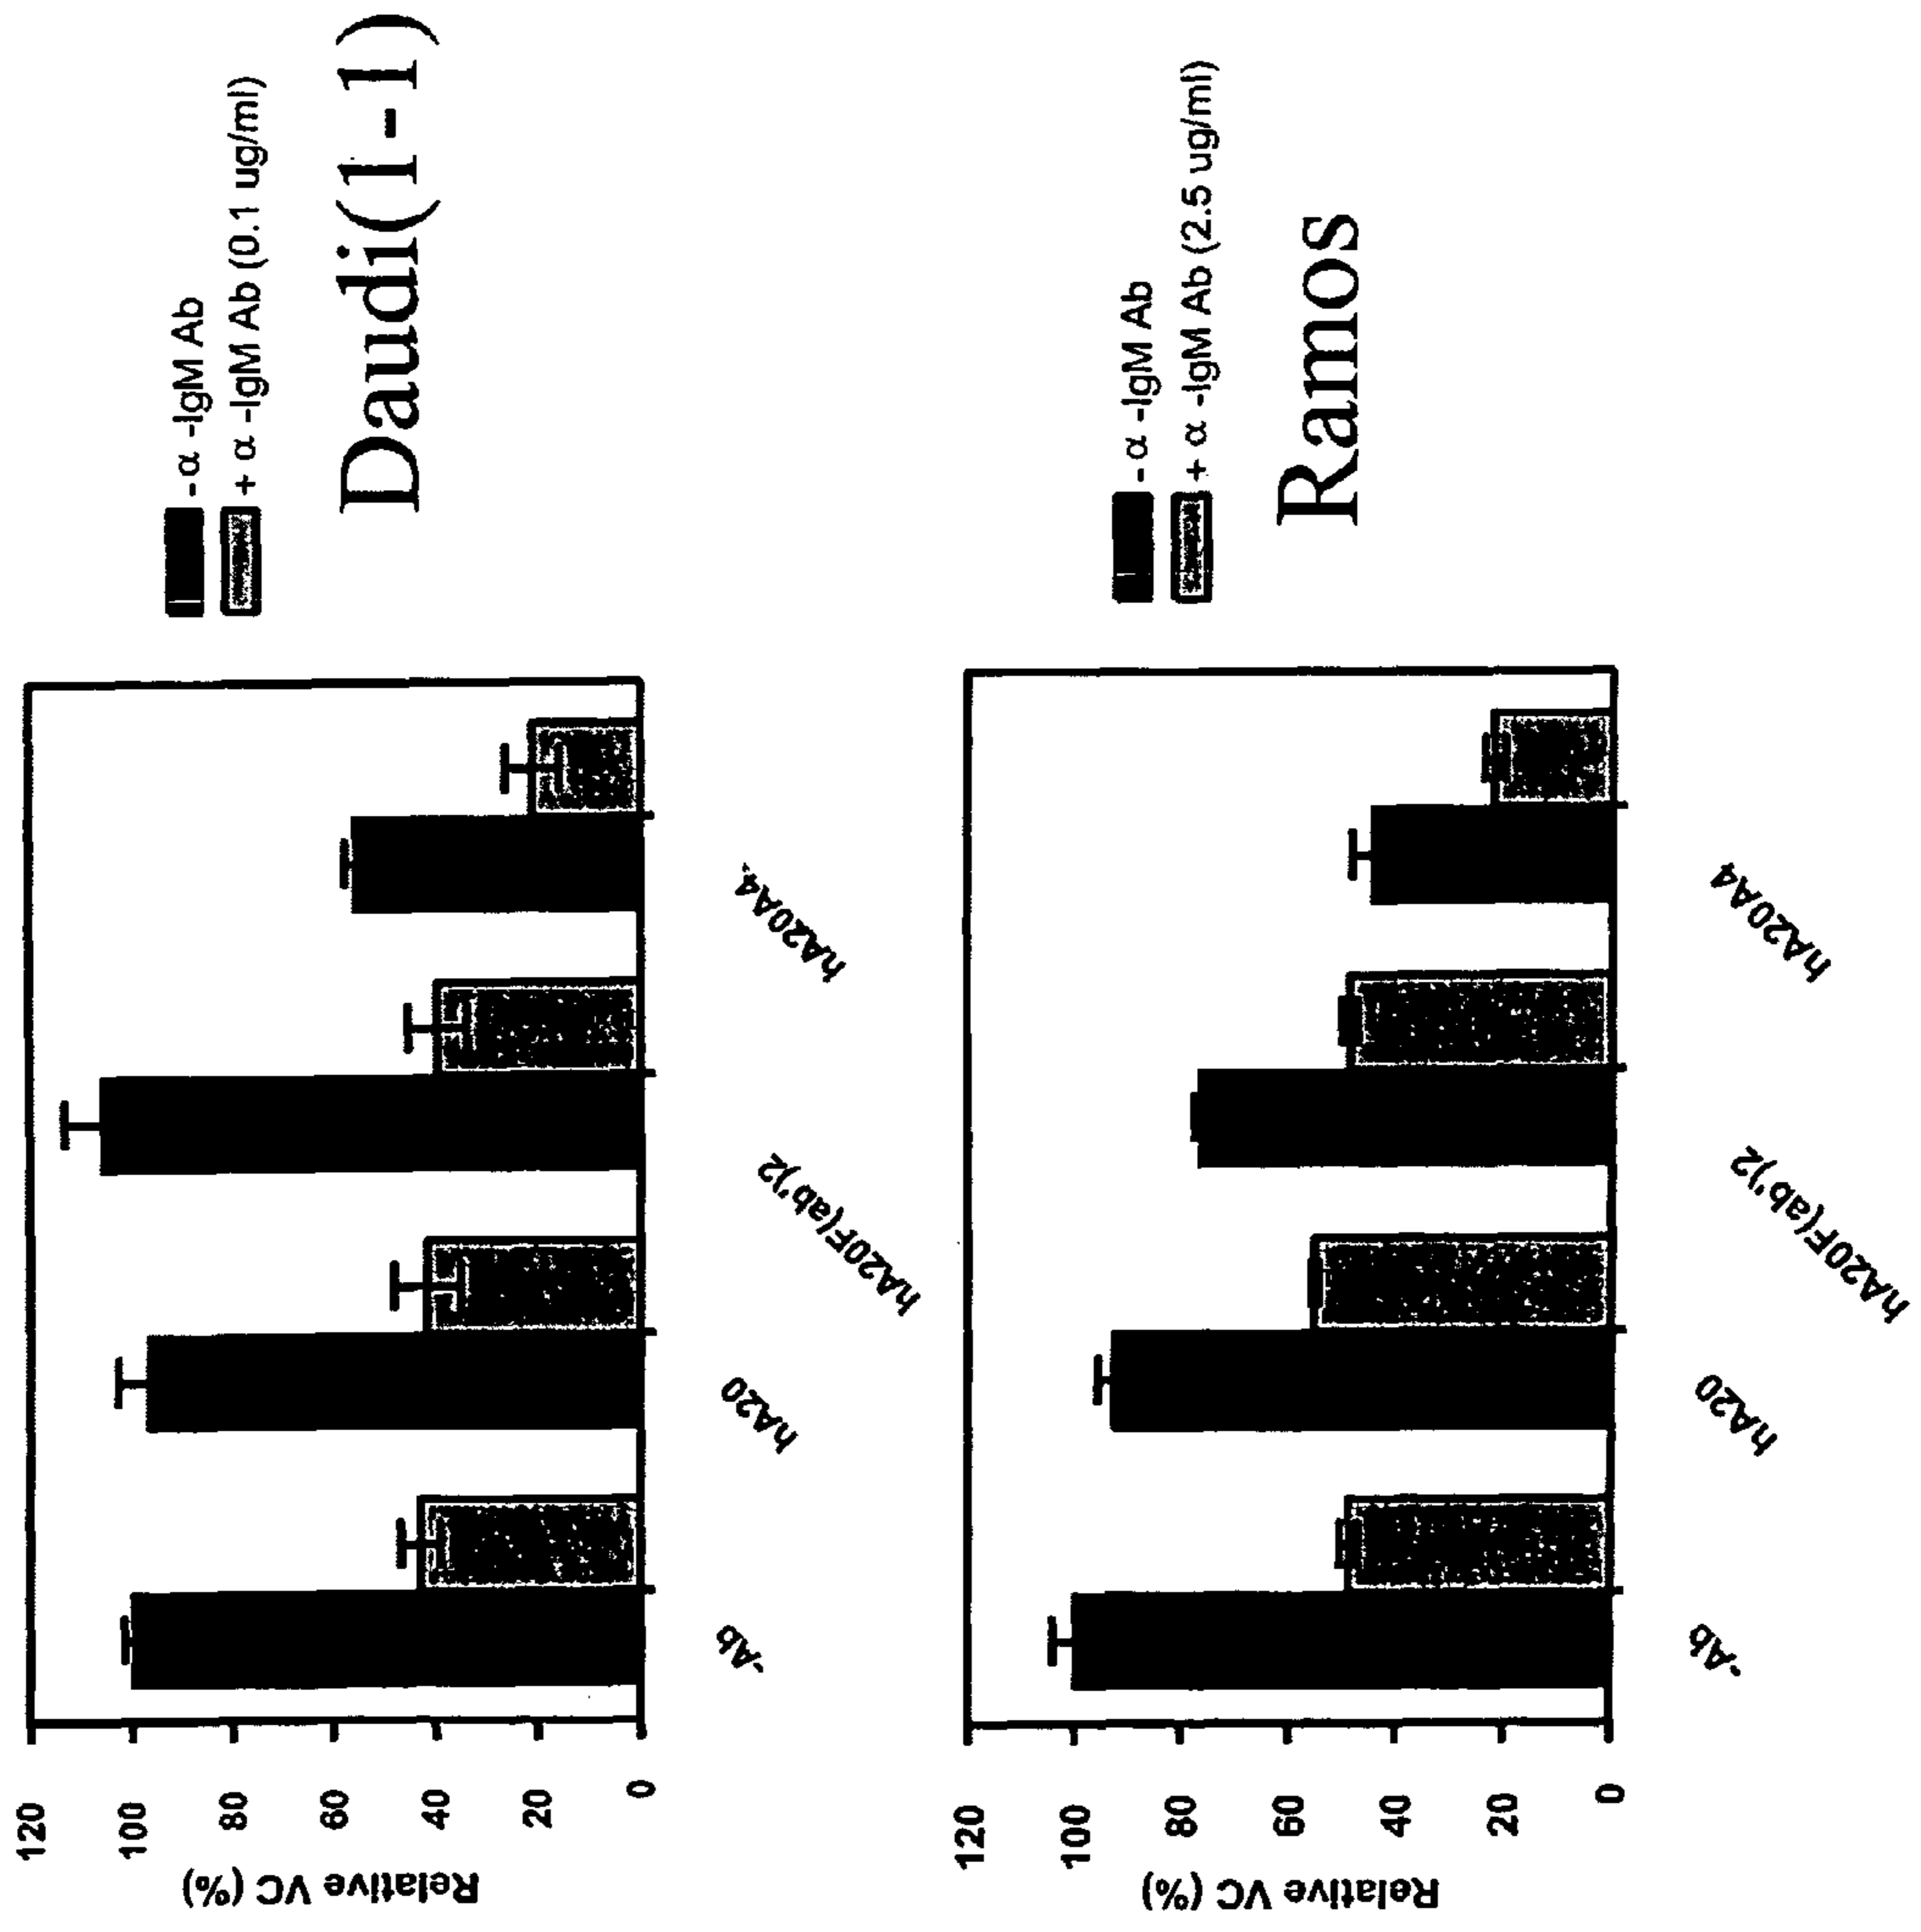 120
100
80
60
40
20
0
Relative VC (%)
-Ab
hA20
hA20F(ab')2
hA20A4
- α -IgM Ab
+ α -IgM Ab (0.1 ug/ml)
Daudi(1-1)
120
100
80
60
40
20
0
Relative VC (%)
-Ab
hA20
hA20F(ab')2
hA20A4
- α -IgM Ab
+ α -IgM Ab (2.5 ug/ml)
Ramos